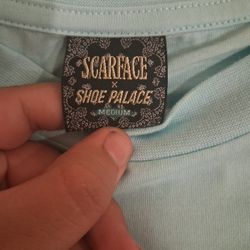 SCARFACE
×
SHOE PALACE
MEDIUM